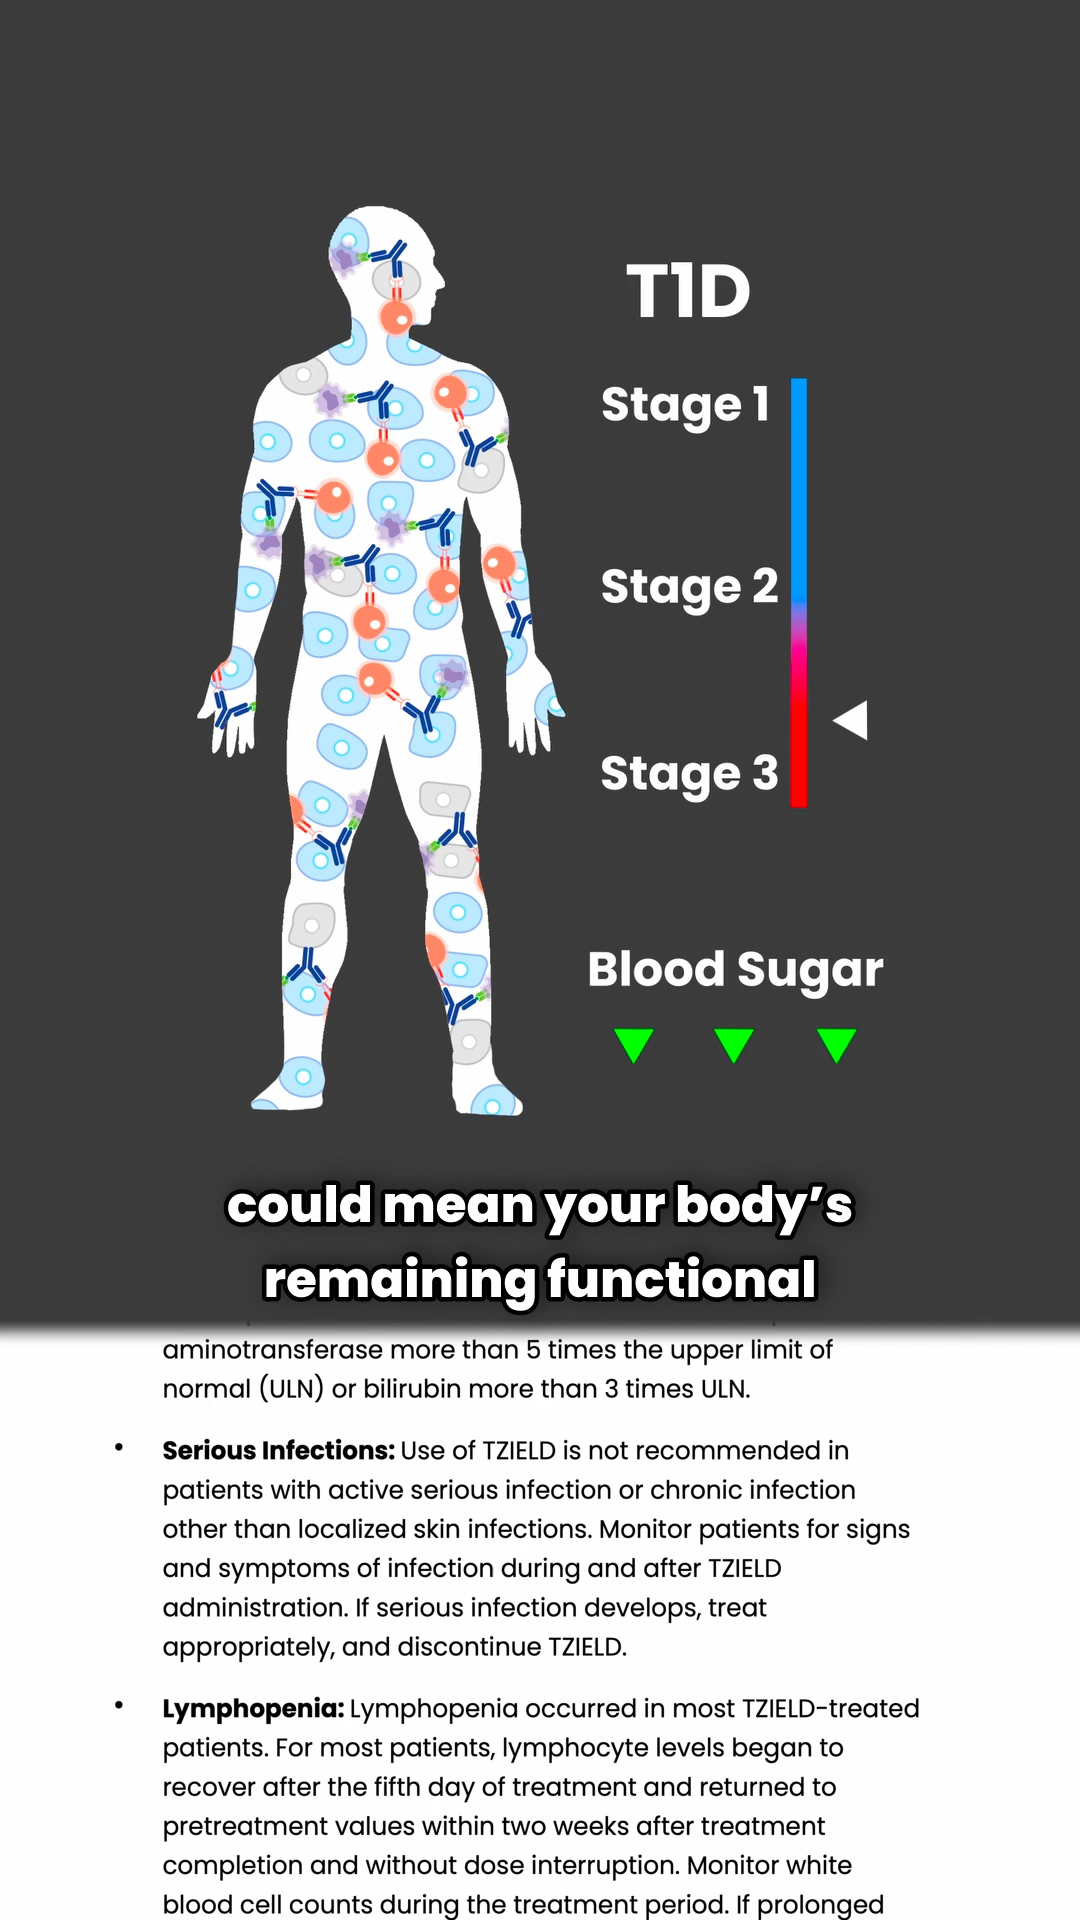 T1D
Stage 1
Stage 2
Stage 3
Blood Sugar
could mean your body’s
remaining functional
aminotransferase more than 5 times the upper limit of
normal (ULN) or bilirubin more than 3 times ULN.
• Serious Infections: Use of TZIELD is not recommended in
patients with active serious infection or chronic infection
other than localized skin infections. Monitor patients for signs
and symptoms of infection during and after TZIELD
administration. If serious infection develops, treat
appropriately, and discontinue TZIELD.
• Lymphopenia: Lymphopenia occurred in most TZIELD-treated
patients. For most patients, lymphocyte levels began to
recover after the fifth day of treatment and returned to
pretreatment values within two weeks after treatment
completion and without dose interruption. Monitor white
blood cell counts during the treatment period. If prolonged